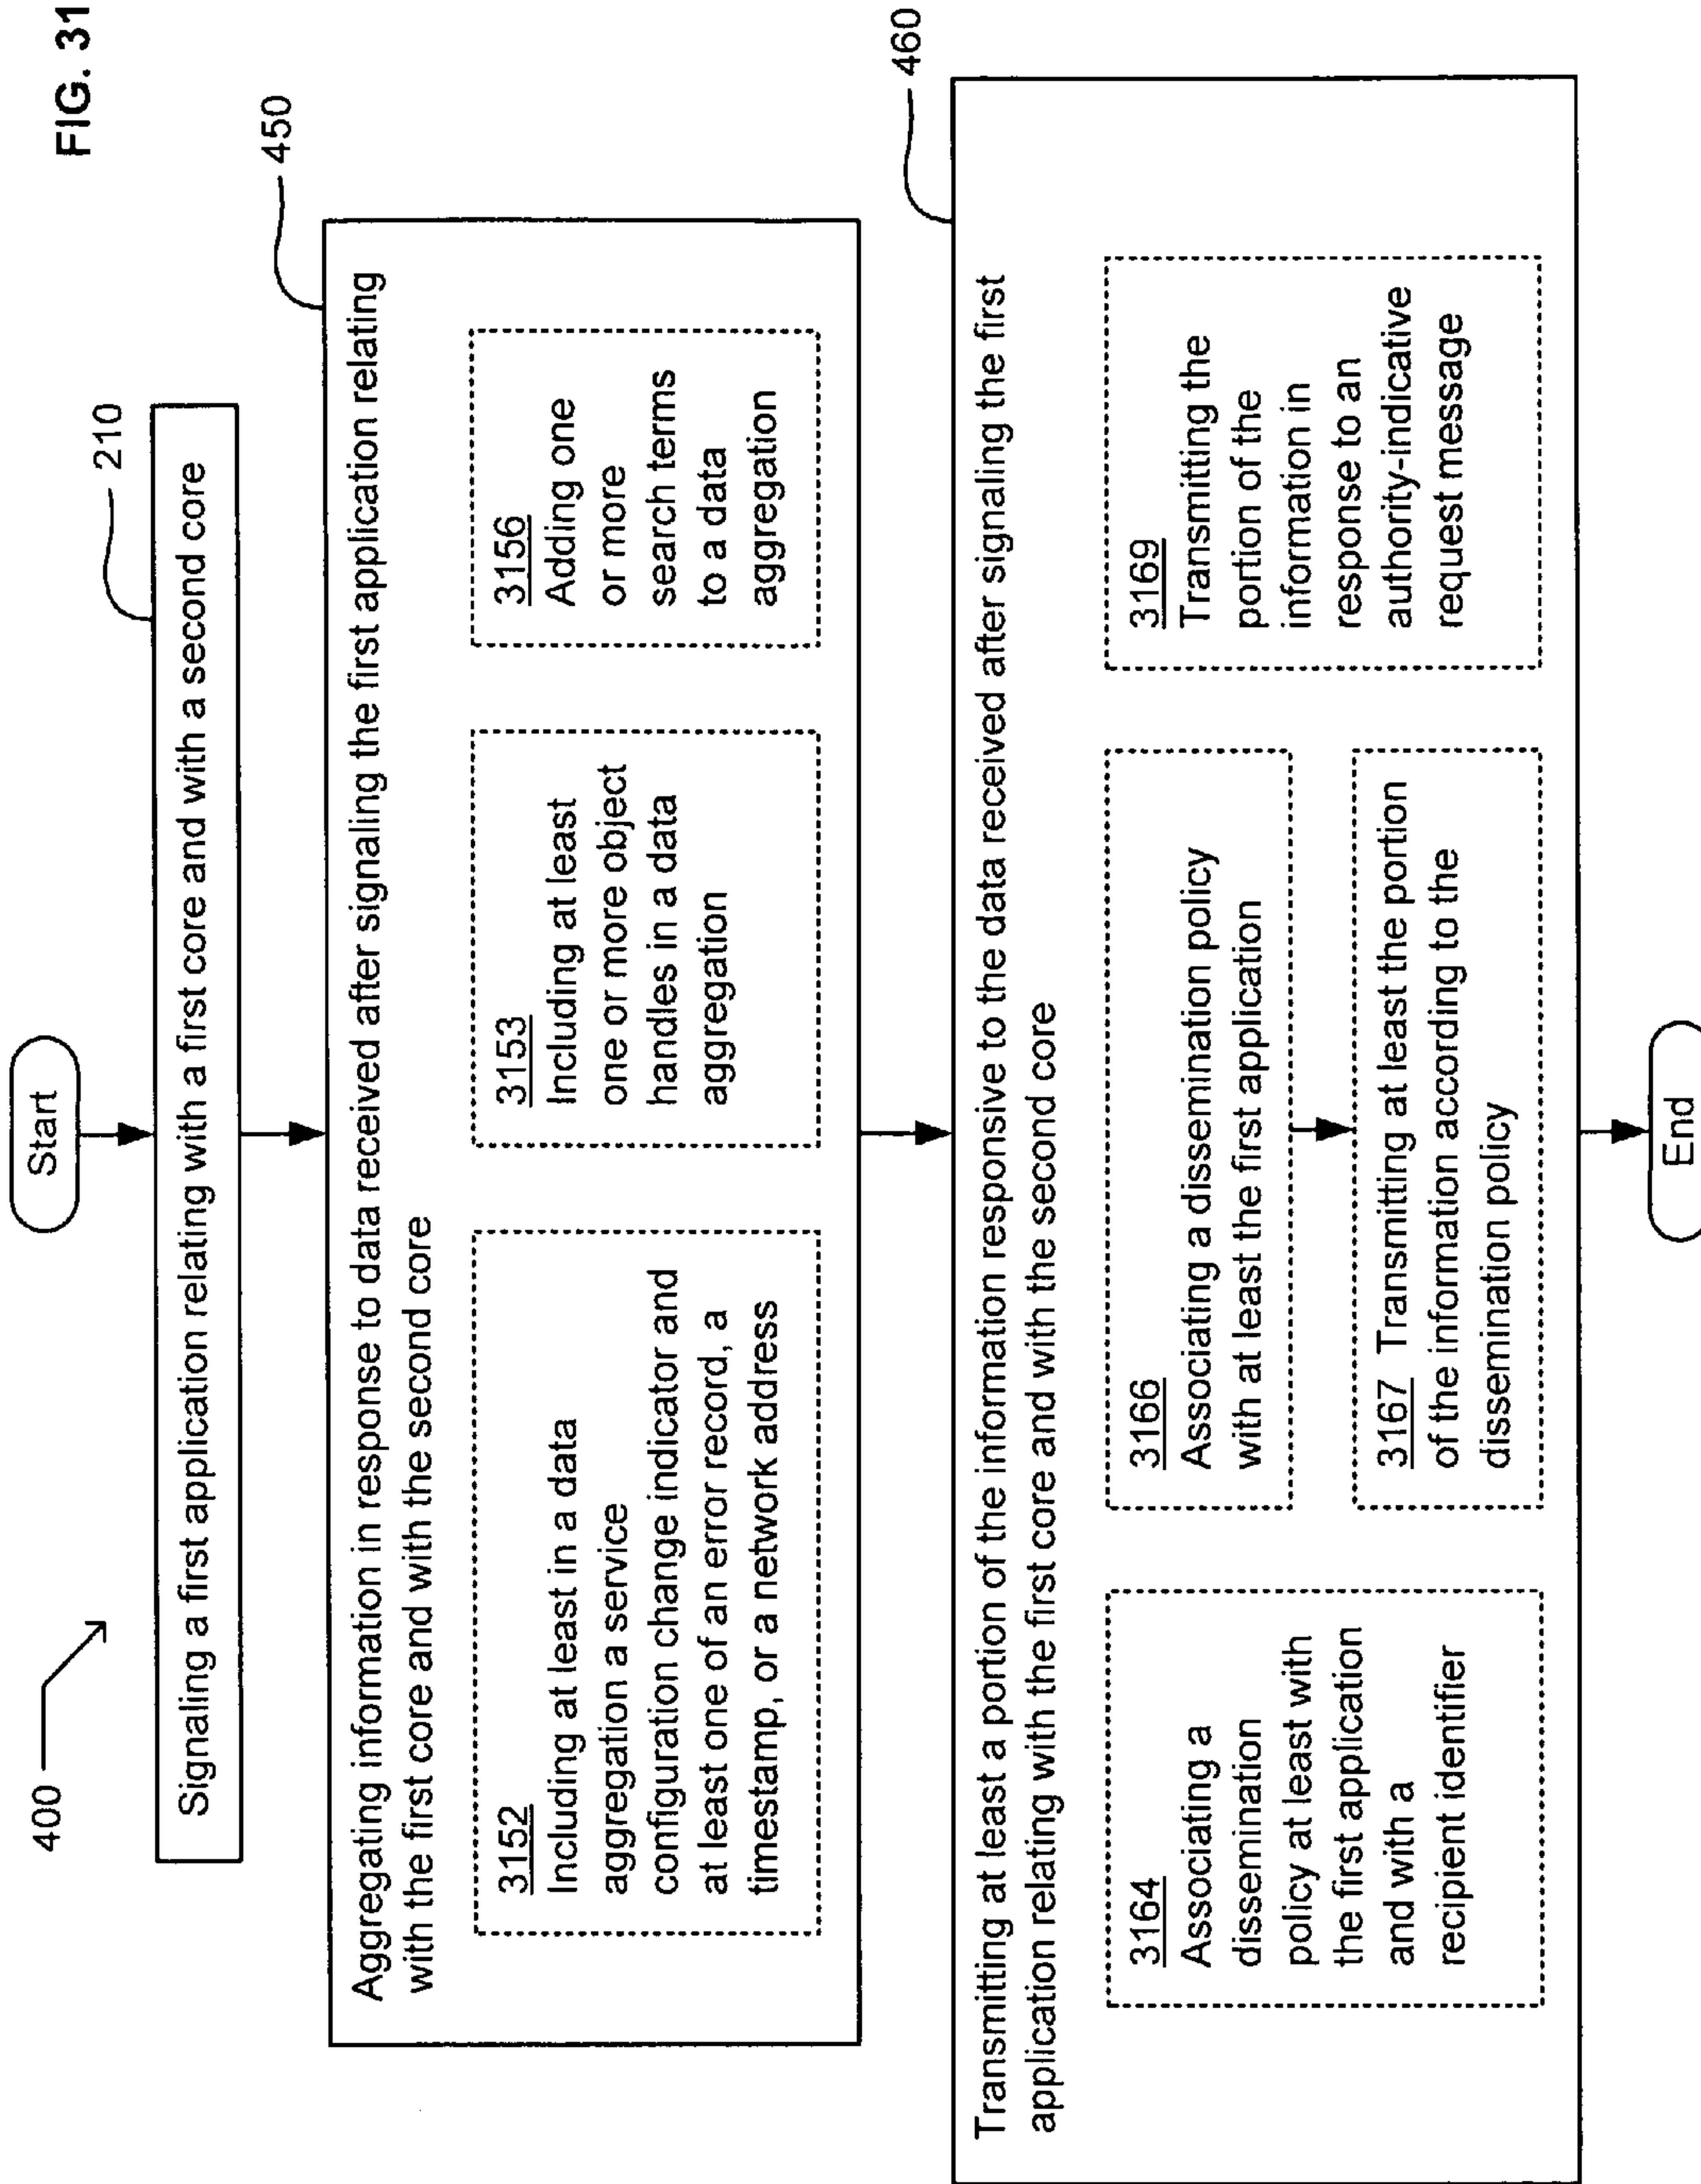 FIG. 31
400
Start
210
Signaling a first application relating with a first core and with a second core
450
Aggregating information in response to data received after signaling the first application relating
with the first core and with the second core
3152
Including at least in a data
aggregation a service
configuration change indicator and
at least one of an error record, a
timestamp, or a network address
3153
Including at least
one or more object
handles in a data
aggregation
3156
Adding one
or more
search terms
to a data
aggregation
460
Transmitting at least a portion of the information responsive to the data received after signaling the first
application relating with the first core and with the second core
3164
Associating a
dissemination
policy at least with
the first application
and with a
recipient identifier
3166 Associating a dissemination policy
with at least the first application
3167 Transmitting at least the portion
of the information according to the
dissemination policy
3169
Transmitting the
portion of the
information in
response to an
authority-indicative
request message
End